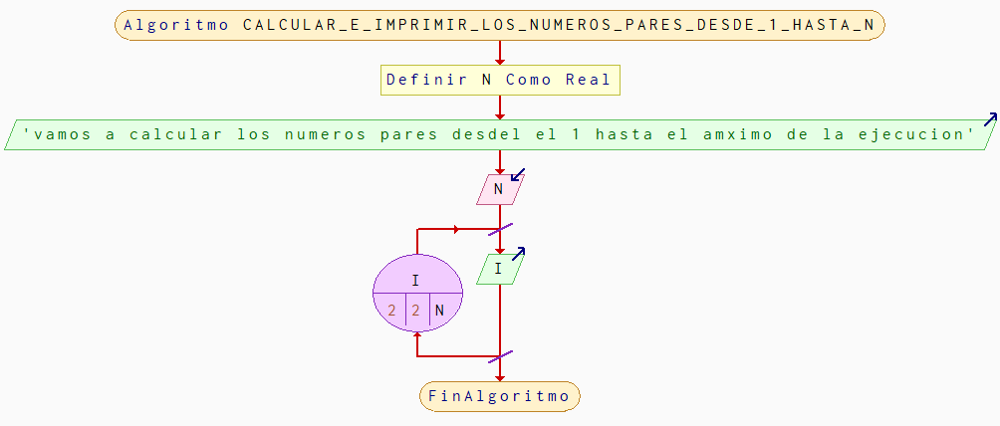 Algoritmo CALCULAR_E_IMPRIMIR_LOS_NUMEROS_PARES_DESDE_1_HASTA_N
Definir N Como Real
'vamos a calcular los numeros pares desdel el 1 hasta el amximo de la ejecucion'
N
I
I
2 2 N
FinAlgoritmo